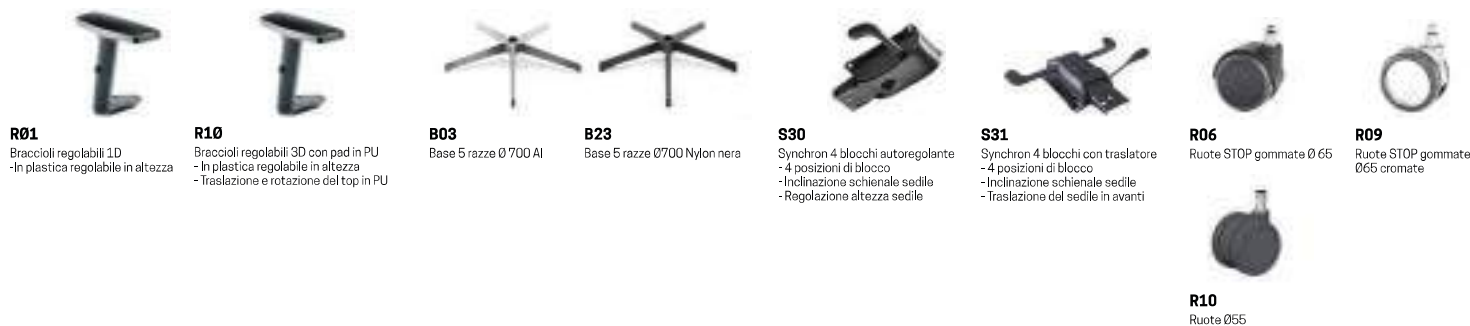 RØ1
Braccioli regolabili 1D
-In plastica regolabile in altezza
R1Ø
Braccioli regolabili 3D con pad in PU
- In plastica regolabile in altezza
- Traslazione e rotazione del top in PU
B03
Base 5 razze Ø 700 Al
B23
Base 5 razze Ø700 Nylon nera
S30
Synchron 4 blocchi autoregolante
- 4 posizioni di blocco
- Inclinazione schienale sedile
- Regolazione altezza sedile
S31
Synchron 4 blocchi con traslatore
- 4 posizioni di blocco
- Inclinazione schienale sedile
- Traslazione del sedile in avanti
R06
Ruote STOP gommate Ø 65
R09
Ruote STOP gommate
Ø65 cromate
R10
Ruote Ø55